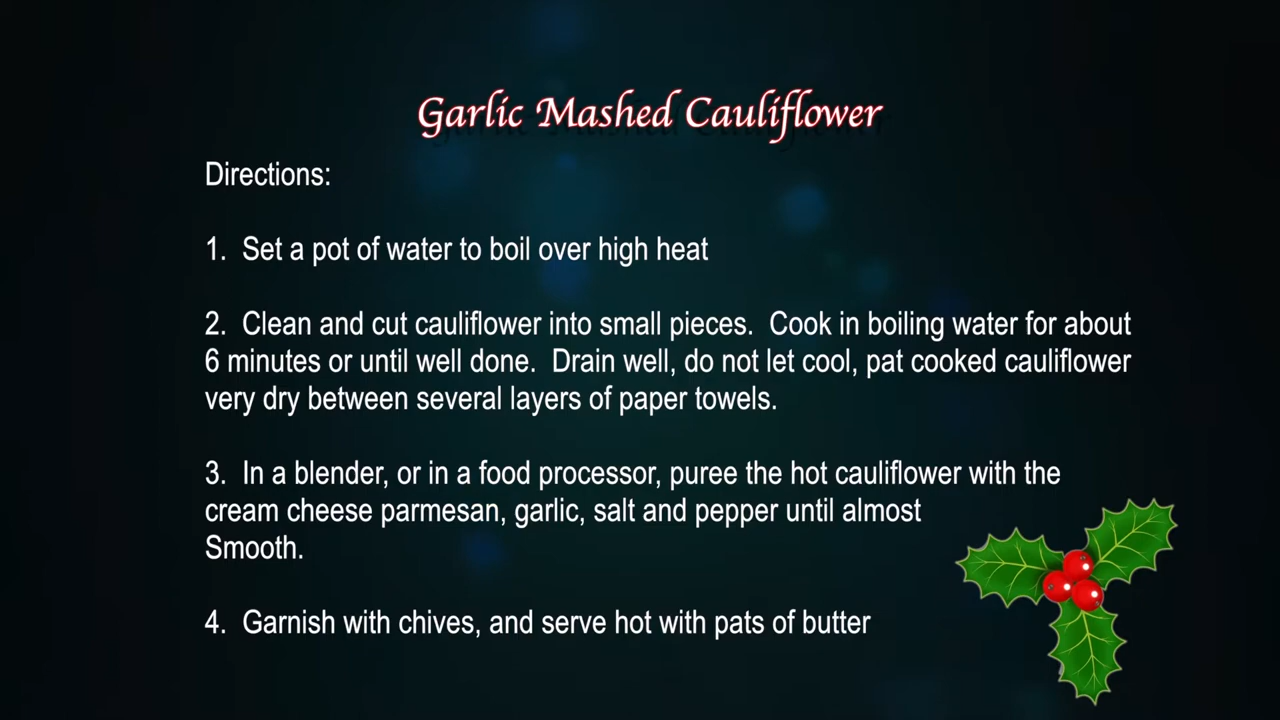 Garlic Mashed Cauliflower
Directions:
1.  Set a pot of water to boil over high heat
2.  Clean and cut cauliflower into small pieces.  Cook in boiling water for about
6 minutes or until well done.  Drain well, do not let cool, pat cooked cauliflower
very dry between several layers of paper towels.
3.  In a blender, or in a food processor, puree the hot cauliflower with the
cream cheese parmesan, garlic, salt and pepper until almost
Smooth.
4.  Garnish with chives, and serve hot with pats of butter